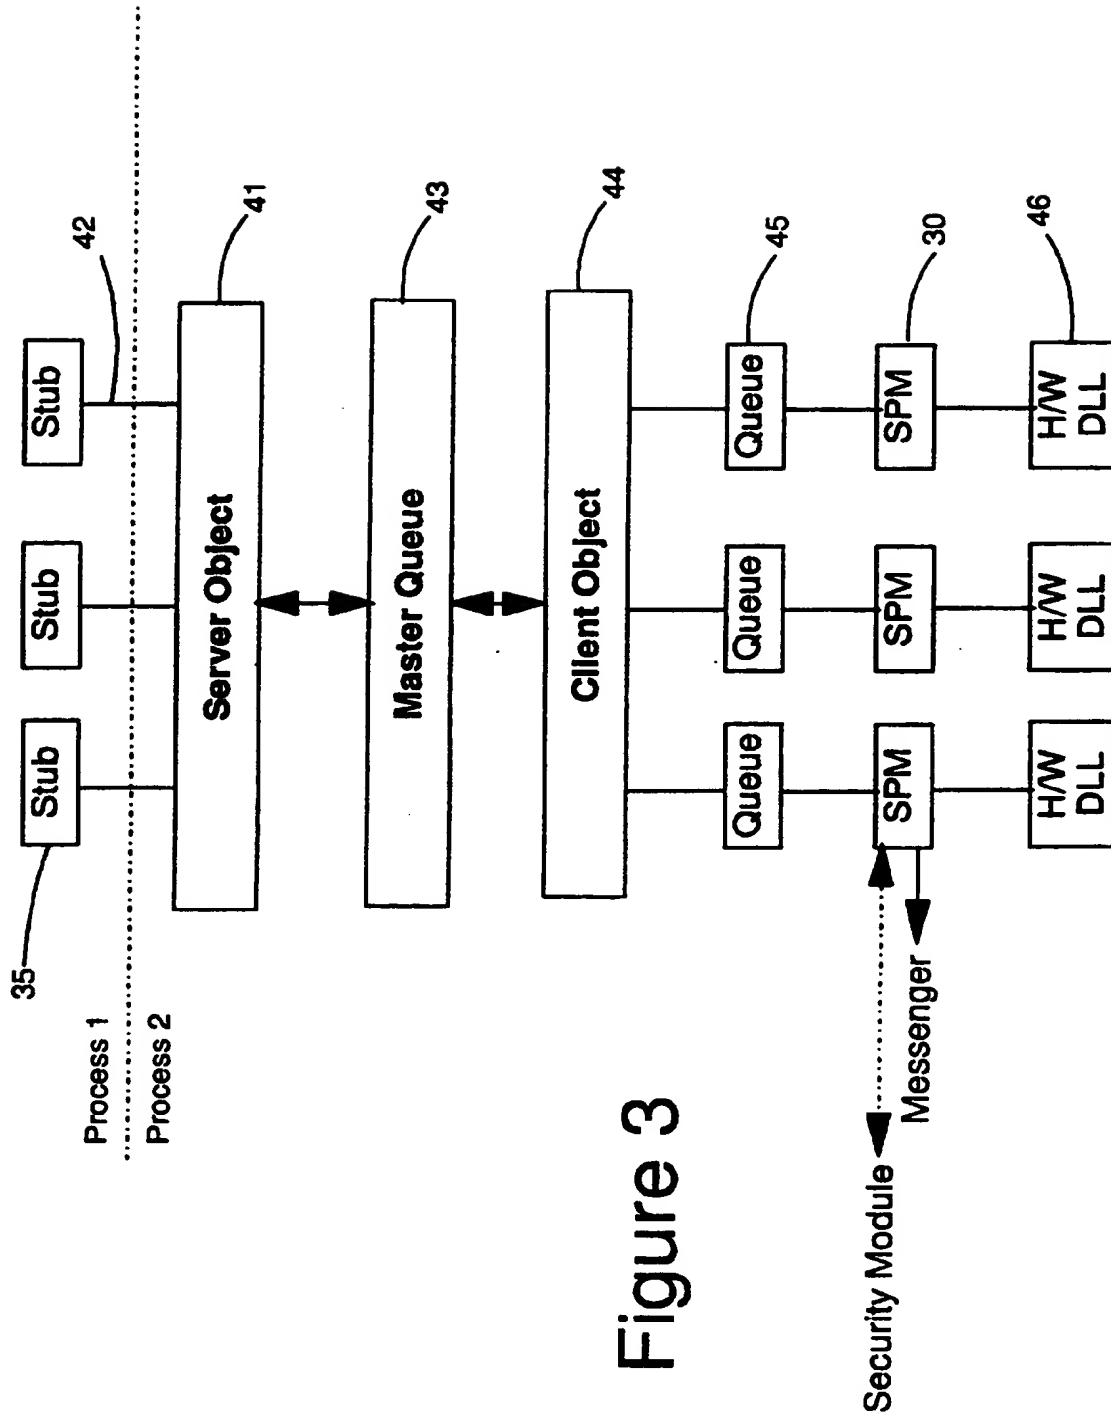 Process 1
Process 2
35
42
Stub
Stub
Stub
41
Server Object
43
Master Queue
44
Client Object
45
Queue
Queue
Queue
30
SPM
SPM
SPM
46
H/W
DLL
H/W
DLL
H/W
DLL
Security Module
Messenger
Figure 3